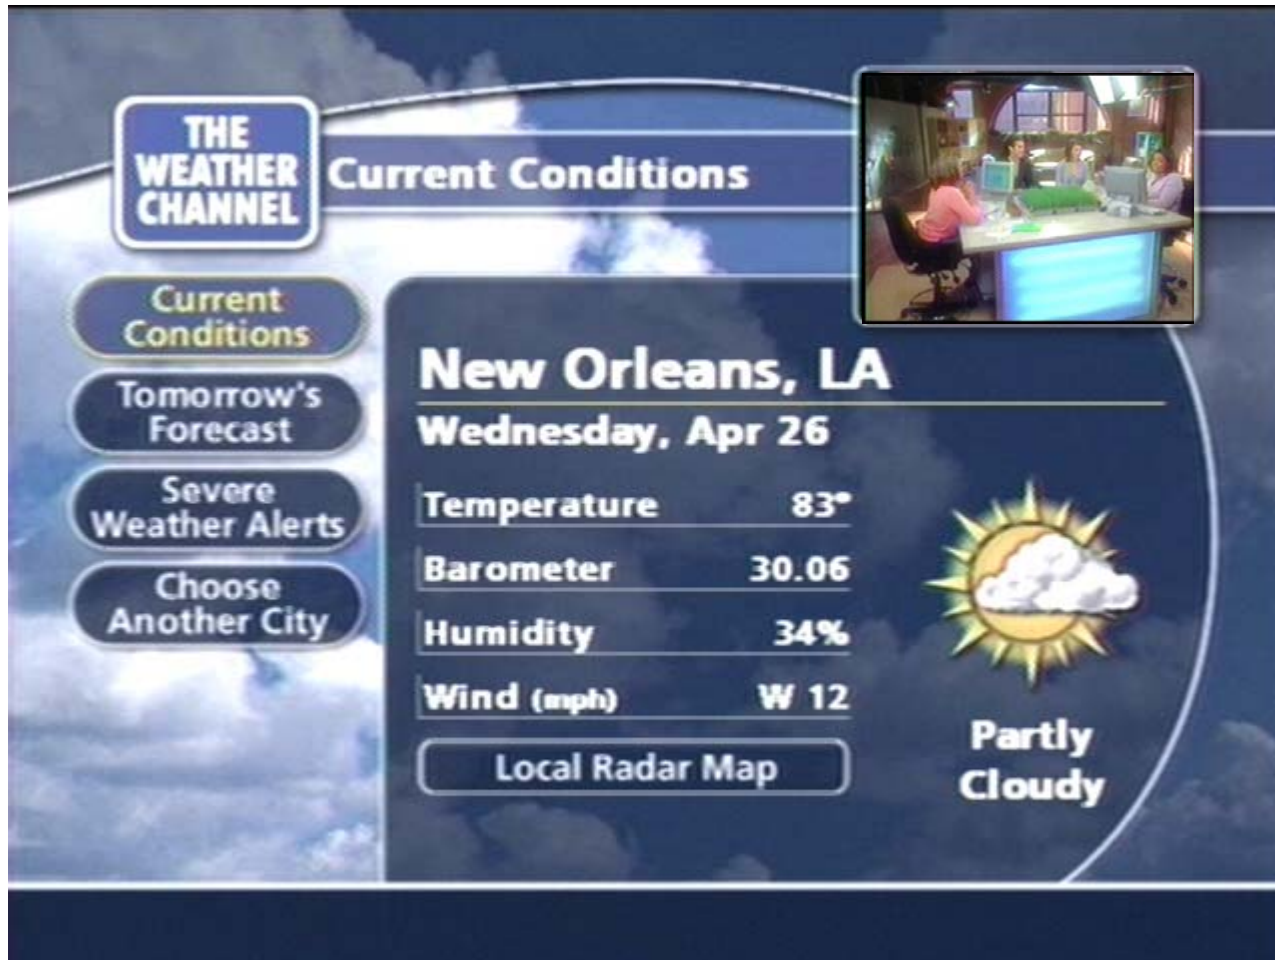 THE
WEATHER
CHANNEL
Current Conditions
Current
Conditions
Tomorrow's
Forecast
Severe
Weather Alerts
Choose
Another City
New Orleans, LA
Wednesday, Apr 26
Temperature 83°
Barometer 30.06
Humidity 34%
Wind (mph) W 12
Local Radar Map
Partly
Cloudy